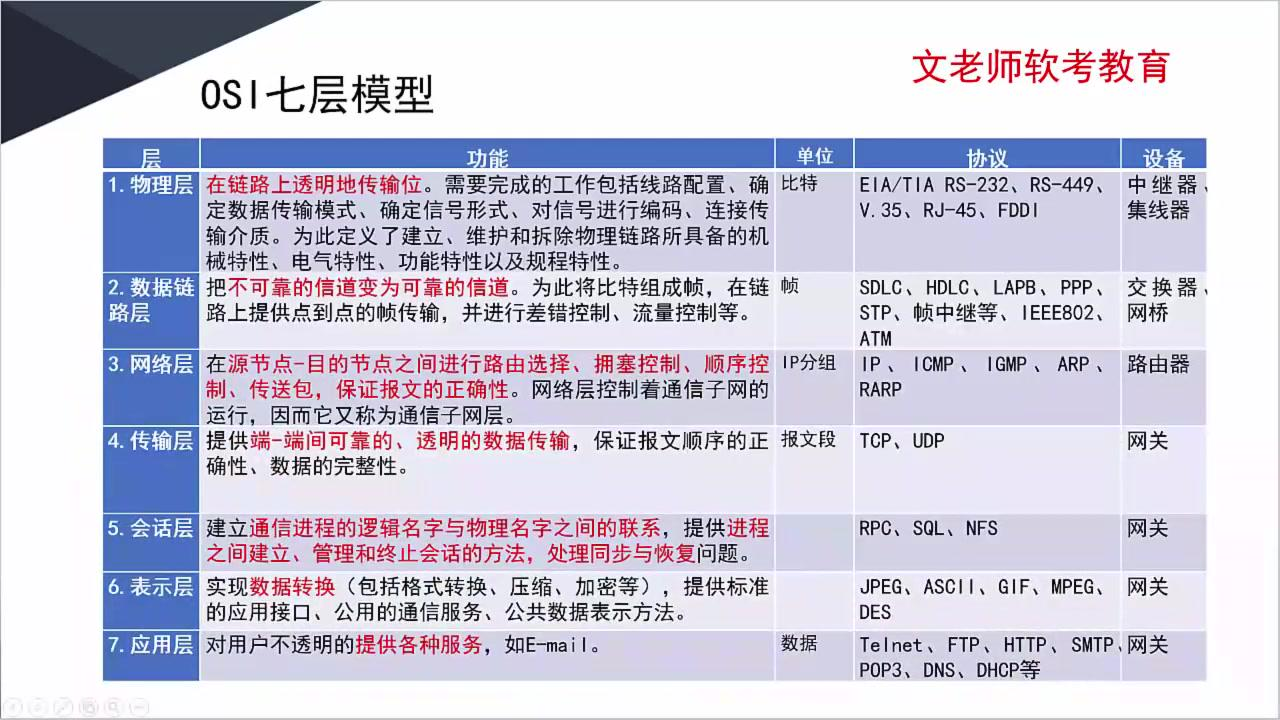 文老师软考教育
OSI七层模型
层 功能 单位 协议 设备
1.物理层 在链路上透明地传输位。需要完成的工作包括线路配置、确 比特 EIA/TIA RS-232、RS-449、 中继器、
定数据传输模式、确定信号形式、对信号进行编码、连接传 V.35、RJ-45、FDDI 集线器
输介质。为此定义了建立、维护和拆除物理链路所具备的机
械特性、电气特性、功能特性以及规程特性。
2.数据链 把不可靠的信道变为可靠的信道。为此将比特组成帧，在链 帧 SDLC、HDLC、LAPB、PPP、 交换器、
路层 路上提供点到点的帧传输，并进行差错控制、流量控制等。 STP、帧中继等、IEEE802、 网桥
ATM
3.网络层 在源节点-目的节点之间进行路由选择、拥塞控制、顺序控 IP分组 IP、ICMP、IGMP、ARP、 路由器
制、传送包，保证报文的正确性。网络层控制着通信子网的 RARP
运行，因而它又称为通信子网层。
4.传输层 提供端-端间可靠的、透明的数据传输，保证报文顺序的正 报文段 TCP、UDP 网关
确性、数据的完整性。
5.会话层 建立通信进程的逻辑名字与物理名字之间的联系，提供进程 RPC、SQL、NFS 网关
之间建立、管理和终止会话的方法，处理同步与恢复问题。
6.表示层 实现数据转换（包括格式转换、压缩、加密等），提供标准 JPEG、ASCII、GIF、MPEG、 网关
的应用接口、公用的通信服务、公共数据表示方法。 DES
7.应用层 对用户不透明的提供各种服务，如E-mail。 数据 Telnet、FTP、HTTP、SMTP、 网关
POP3、DNS、DHCP等